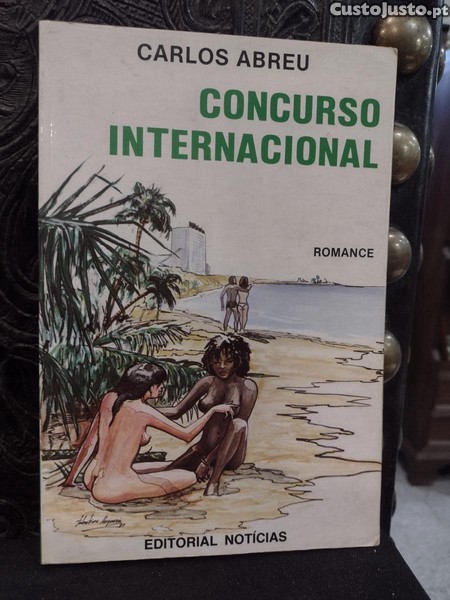 CustoJusto.pt
CARLOS ABREU
CONCURSO
INTERNACIONAL
ROMANCE
EDITORIAL NOTÍCIAS